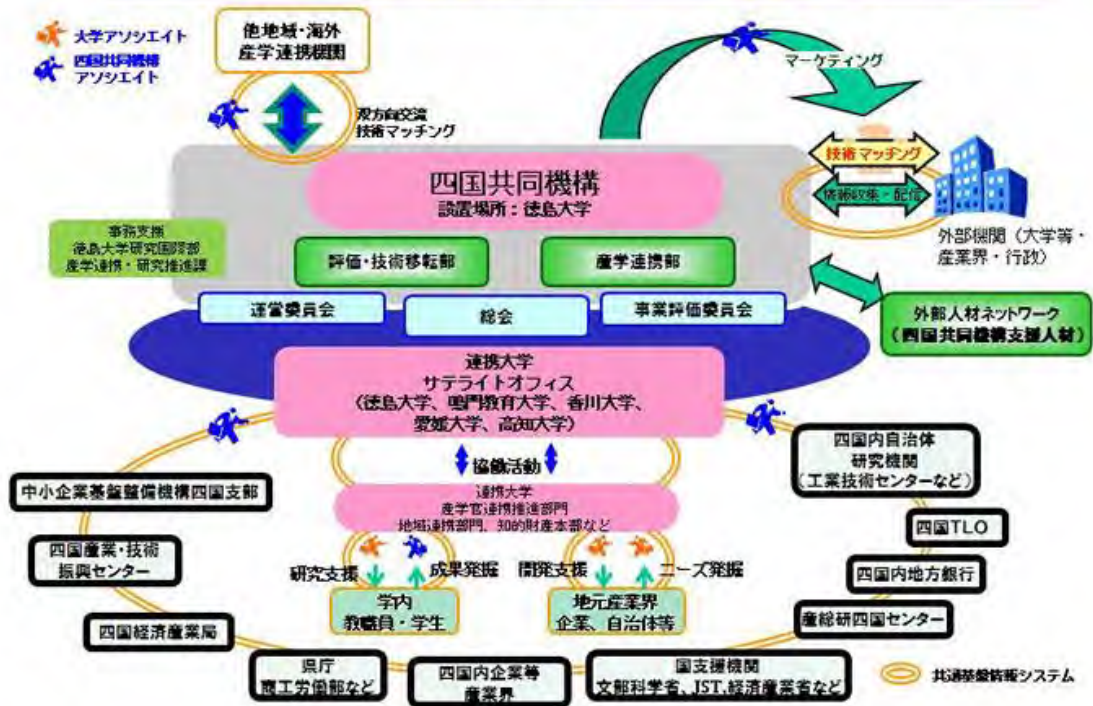 大学アソシエイト
四国共同機構
アソシエイト
他地域・海外
産学連携機関
双方向交流
技術マッチング
マーケティング
技術マッチング
情報収集・配信
外部機関（大学等・
産業界・行政）
四国共同機構
設置場所：徳島大学
事務支援
徳島大学研究国際部
産学連携・研究推進課
評価・技術移転部
産学連携部
運営委員会
総会
事業評価委員会
外部人材ネットワーク
（四国共同機構支援人材）
連携大学
サテライトオフィス
（徳島大学、鳴門教育大学、香川大学、
愛媛大学、高知大学）
協働活動
連携大学
産学官連携推進部門
地域連携部門、知的財産本部など
研究支援
成果発掘
開発支援
ニーズ発掘
学内
教職員・学生
地元産業界
企業、自治体等
中小企業基盤整備機構四国支部
四国産業・技術
振興センター
四国経済産業局
県庁
商工労働部など
四国内企業等
産業界
国支援機関
文部科学省、JST、経済産業省など
産総研四国センター
四国内地方銀行
四国TLO
四国内自治体
研究機関
（工業技術センターなど）
共通基盤情報システム